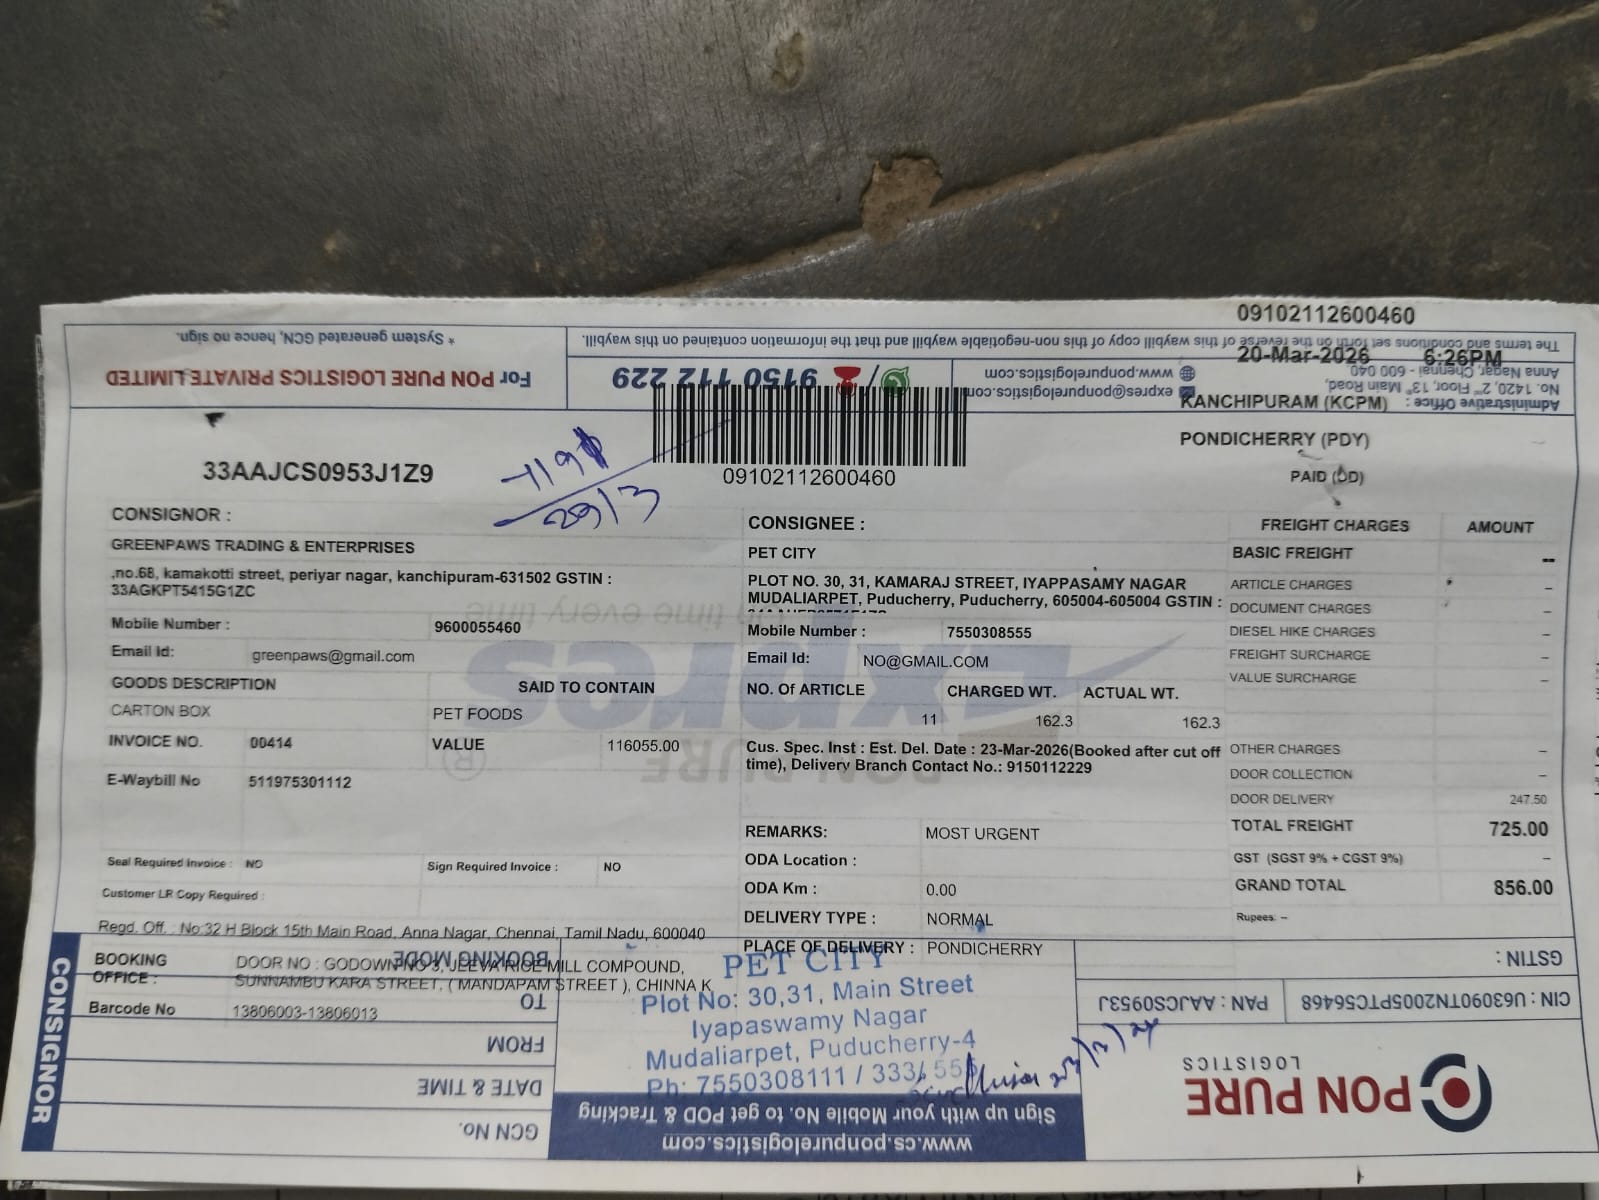 09102112600460
The terms and conditions set forth on the reverse of this waybill copy of this non-negotiable waybill and that the information contained on this waybill.
* System generated GCN, hence no sign.
20-Mar-2026 6:26PM
Administrative Office :
No. 1420, 2nd Floor, 13th Main Road,
Anna Nagar, Chennai - 600 040
express@ponpurelogistics.com
www.ponpurelogistics.com
9150 112 229
For PON PURE LOGISTICS PRIVATE LIMITED
KANCHIPURAM (KCPM)
PONDICHERRY (PDY)
PAID (DD)
33AAJCS0953J1Z9
29/3
09102112600460
CONSIGNOR :
GREENPAWS TRADING & ENTERPRISES
,no.68, kamakotti street, periyar nagar, kanchipuram-631502 GSTIN :
33AGKPT5415G1ZC
Mobile Number : 9600055460
Email Id: greenpaws@gmail.com
GOODS DESCRIPTION SAID TO CONTAIN
CARTON BOX PET FOODS
INVOICE NO. 00414 VALUE 116055.00
E-Waybill No 511975301112
Seal Required Invoice : NO Sign Required Invoice : NO
Customer LR Copy Required :
Regd. Off. : No:32 H Block 15th Main Road, Anna Nagar, Chennai, Tamil Nadu, 600040
BOOKING OFFICE : DOOR NO : GODOWN NO 3, JEEVA RICE MILL COMPOUND,
SUNNAMBU KARA STREET, ( MANDAPAM STREET ), CHINNA K
Barcode No 13806003-13806013
CONSIGNEE :
PET CITY
PLOT NO. 30, 31, KAMARAJ STREET, IYAPPASAMY NAGAR
MUDALIARPET, Puducherry, Puducherry, 605004-605004 GSTIN :
Mobile Number : 7550308555
Email Id: NO@GMAIL.COM
NO. Of ARTICLE CHARGED WT. ACTUAL WT.
11 162.3 162.3
Cus. Spec. Inst : Est. Del. Date : 23-Mar-2026(Booked after cut off
time), Delivery Branch Contact No.: 9150112229
REMARKS: MOST URGENT
ODA Location :
ODA Km : 0.00
DELIVERY TYPE : NORMAL
PLACE OF DELIVERY : PONDICHERRY
FREIGHT CHARGES AMOUNT
BASIC FREIGHT --
ARTICLE CHARGES –
DOCUMENT CHARGES –
DIESEL HIKE CHARGES –
FREIGHT SURCHARGE –
VALUE SURCHARGE –
OTHER CHARGES –
DOOR COLLECTION –
DOOR DELIVERY 247.50
TOTAL FREIGHT 725.00
GST (SGST 9% + CGST 9%) –
GRAND TOTAL 856.00
Rupees: –
On time every time
Expres
PON PURE
®
PET CITY
Plot No: 30,31, Main Street
Iyapaswamy Nagar
Mudaliarpet, Puducherry-4
Ph: 7550308111 / 333/ 555
CONSIGNOR
GCN No.
DATE & TIME
FROM
TO
BOOKING MODE
www.cs.ponpurelogistics.com
Sign up with your Mobile No. to get POD & Tracking
PON PURE
LOGISTICS
CIN : U63090TN2005PTC56468 PAN : AAJCS0953J
GSTIN :